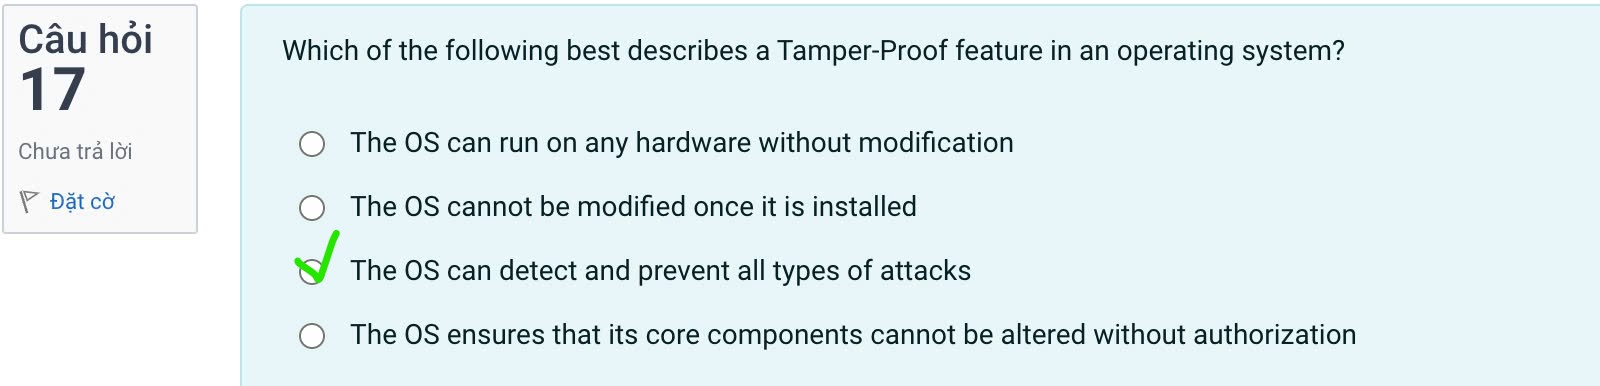 Câu hỏi
17
Chưa trả lời
Đặt cờ
Which of the following best describes a Tamper-Proof feature in an operating system?
The OS can run on any hardware without modification
The OS cannot be modified once it is installed
The OS can detect and prevent all types of attacks
The OS ensures that its core components cannot be altered without authorization